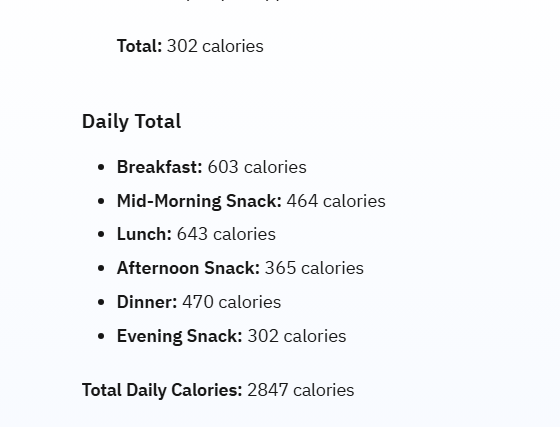 Total: 302 calories
Daily Total
• Breakfast: 603 calories
• Mid-Morning Snack: 464 calories
• Lunch: 643 calories
• Afternoon Snack: 365 calories
• Dinner: 470 calories
• Evening Snack: 302 calories
Total Daily Calories: 2847 calories